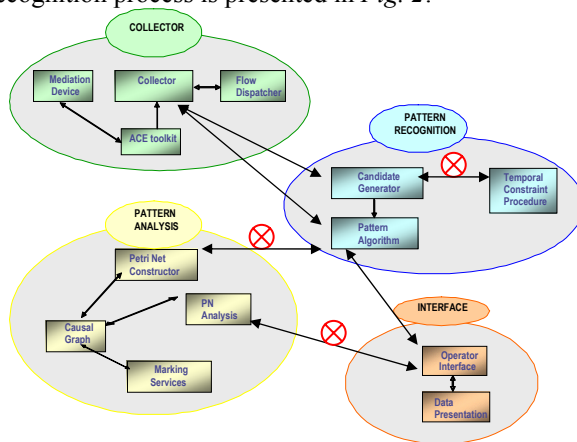 ecognition process is presented in Fig. 2.
COLLECTOR
Mediation
Device
Collector
Flow
Dispatcher
ACE toolkit
PATTERN
RECOGNITION
Candidate
Generator
Temporal
Constraint
Procedure
Pattern
Algorithm
PATTERN
ANALYSIS
Petri Net
Constructor
PN
Analysis
Causal
Graph
Marking
Services
INTERFACE
Operator
Interface
Data
Presentation